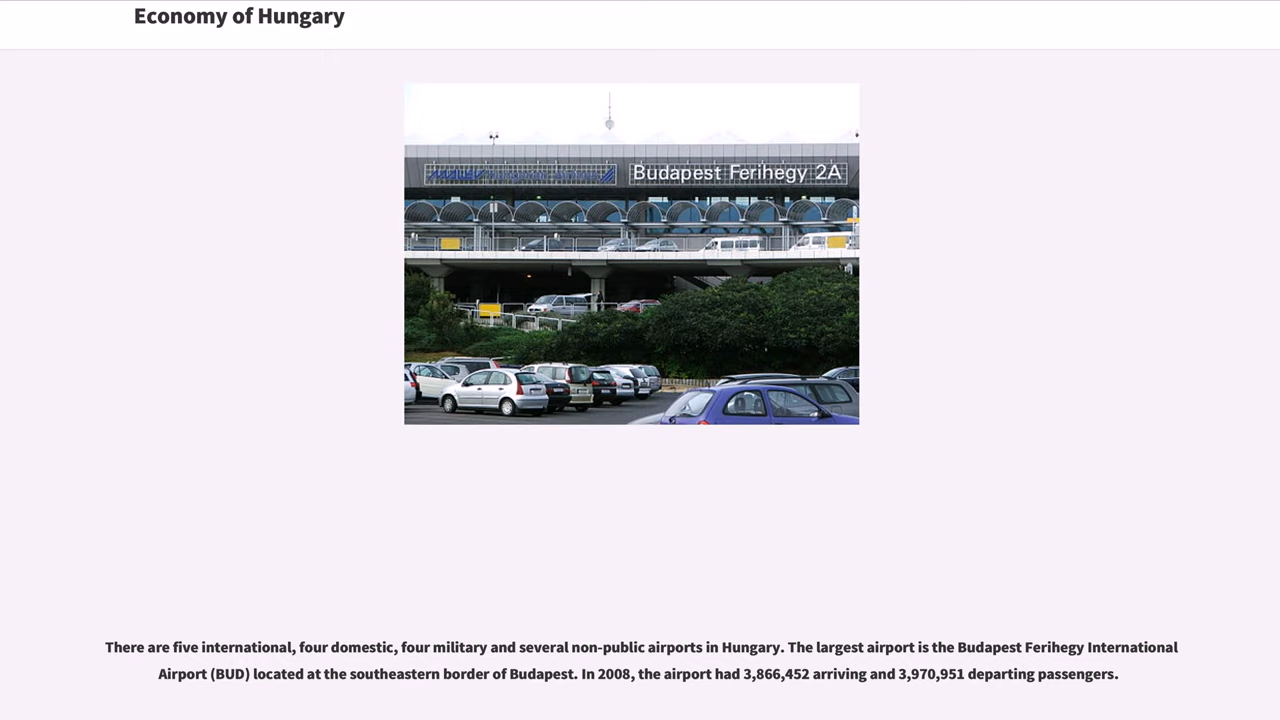 Economy of Hungary
MALEV
Budapest Ferihegy 2A
There are five international, four domestic, four military and several non-public airports in Hungary. The largest airport is the Budapest Ferihegy International
Airport (BUD) located at the southeastern border of Budapest. In 2008, the airport had 3,866,452 arriving and 3,970,951 departing passengers.